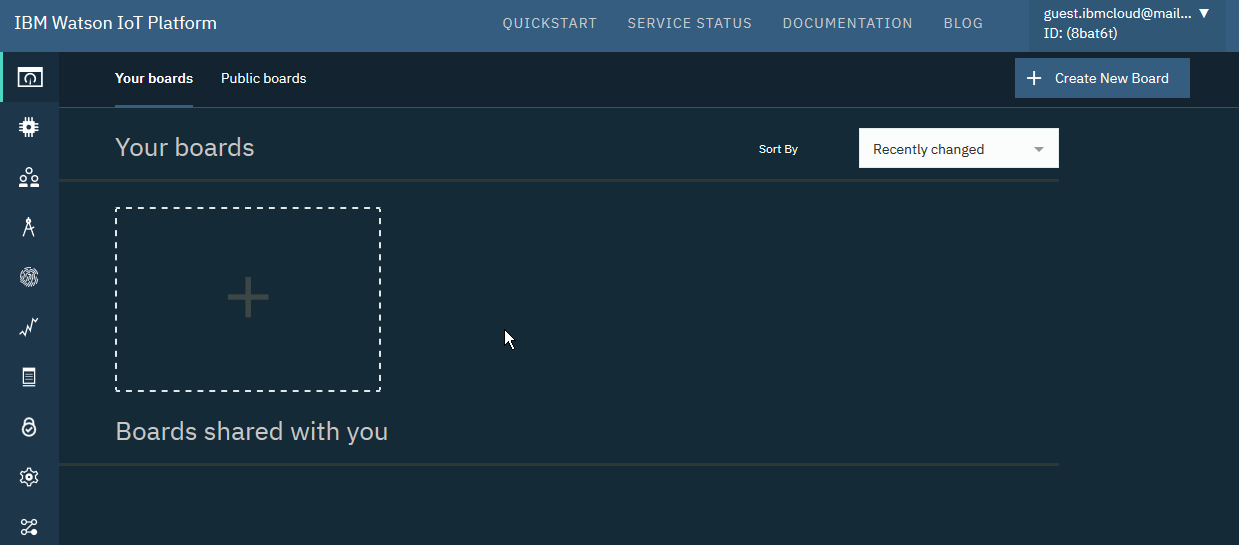 IBM Watson IoT Platform
QUICKSTART
SERVICE STATUS
DOCUMENTATION
BLOG
guest.ibmcloud@mail... ▼
ID: (8bat6t)
Your boards
Public boards
Create New Board
Your boards
Sort By
Recently changed
Boards shared with you